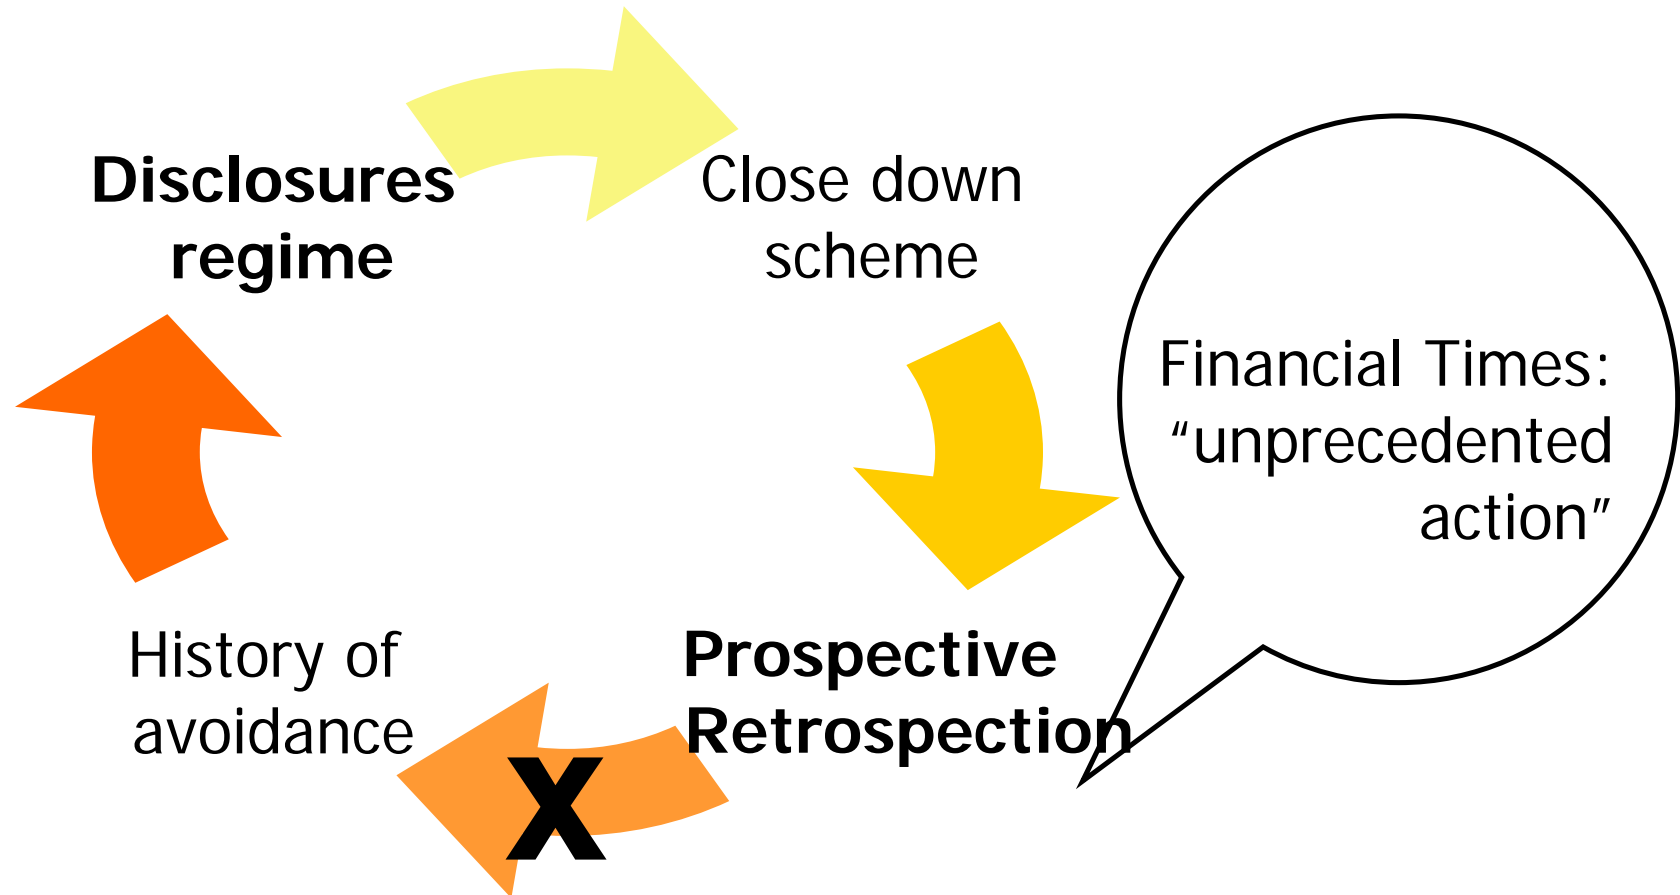 Disclosures
regime
Close down
scheme
Financial Times:
“unprecedented
action”
Prospective
Retrospection
X
History of
avoidance